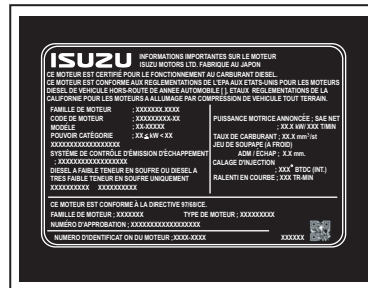 ISUZU
INFORMATIONS IMPORTANTES SUR LE MOTEUR
ISUZU MOTORS LTD. FABRIQUE AU JAPON
CE MOTEUR EST CERTIFIÉ POUR LE FONCTIONNEMENT AU CARBURANT DIESEL.
CE MOTEUR EST CONFORME AUX REGLEMENTATIONS DE L'EPA AUX ETATS-UNIS POUR LES MOTEURS
DIESEL DE VEHICULE HORS-ROUTE DE ANNEE AUTOMOBILE [ ], ETAUX REGLEMENTATIONS DE LA
CALIFORNIE POUR LES MOTEURS A ALLUMAGE PAR COMPRESSION DE VEHICULE TOUT TERRAIN.
FAMILLE DE MOTEUR ; XXXXXXX.XXXX
CODE DE MOTEUR ; XXXXXXXXX-XX
MODÉLE ; XX-XXXXX
POUVOIR CATÉGORIE ; XX≦kW<XX
XXXXXXXXXXXXXXXXXX
SYSTÉME DE CONTRÔLE D'ÉMISSION D'ÉCHAPPEMENT
; XXXXXXXXXXXXXXXXXX
DIESEL A FAIBLE TENEUR EN SOUFRE OU DIESEL A
TRES FAIBLE TENEUR EN SOUFRE UNIQUEMENT
XXXXXXXXXX XXXXXXXXXX
PUISSANCE MOTRICE ANNONCÉE ; SAE NET
; XX.X kW/ XXX T/MIN
TAUX DE CARBURANT ; XX.X mm³/st
JEU DE SOUPAPE (A FROID)
ADM / ÉCHAP ; X.X mm.
CALAGE D'INJECTION
; XXX° BTDC (INT.)
RALENTI EN COURBE ; XXX TR-MIN
CE MOTEUR EST CONFORME À LA DIRECTIVE 97/68/CE.
FAMILLE DE MOTEUR ; XXXXXXX TYPE DE MOTEUR ; XXXXXXXXX
NUMÉRO D'APPROBATION ; XXXXXXXXXXXXXXXXXX
NUMERO D'IDENTIFICAT ON DU MOTEUR ; XXXX-XXXX XXXXXX